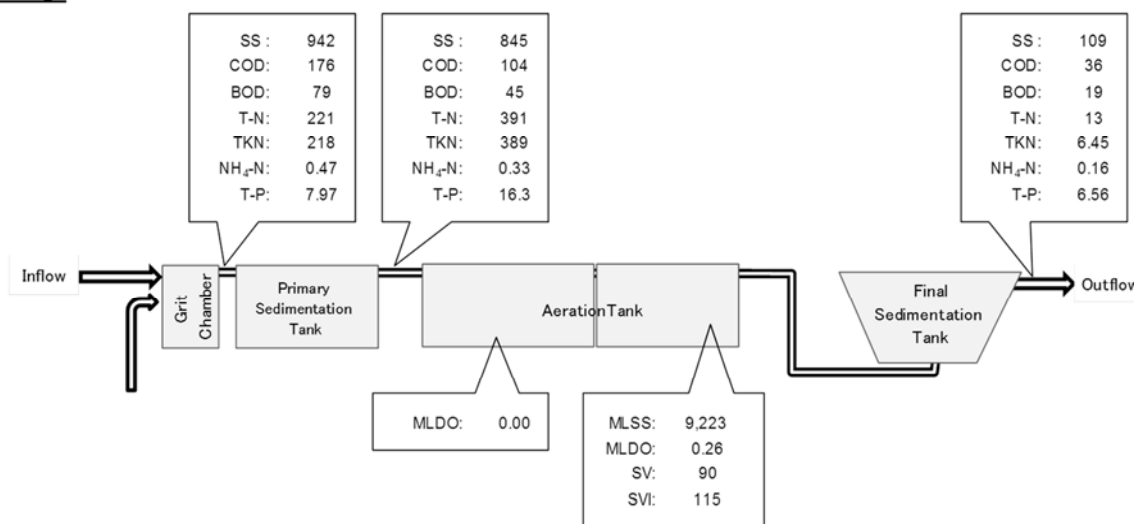 SS : 942
COD: 176
BOD: 79
T-N: 221
TKN: 218
NH₄-N: 0.47
T-P: 7.97
SS : 845
COD: 104
BOD: 45
T-N: 391
TKN: 389
NH₄-N: 0.33
T-P: 16.3
SS : 109
COD: 36
BOD: 19
T-N: 13
TKN: 6.45
NH₄-N: 0.16
T-P: 6.56
Inflow
Grit
Chamber
Primary
Sedimentation
Tank
Aeration Tank
Final
Sedimentation
Tank
Outflow
MLDO: 0.00
MLSS: 9,223
MLDO: 0.26
SV: 90
SVI: 115